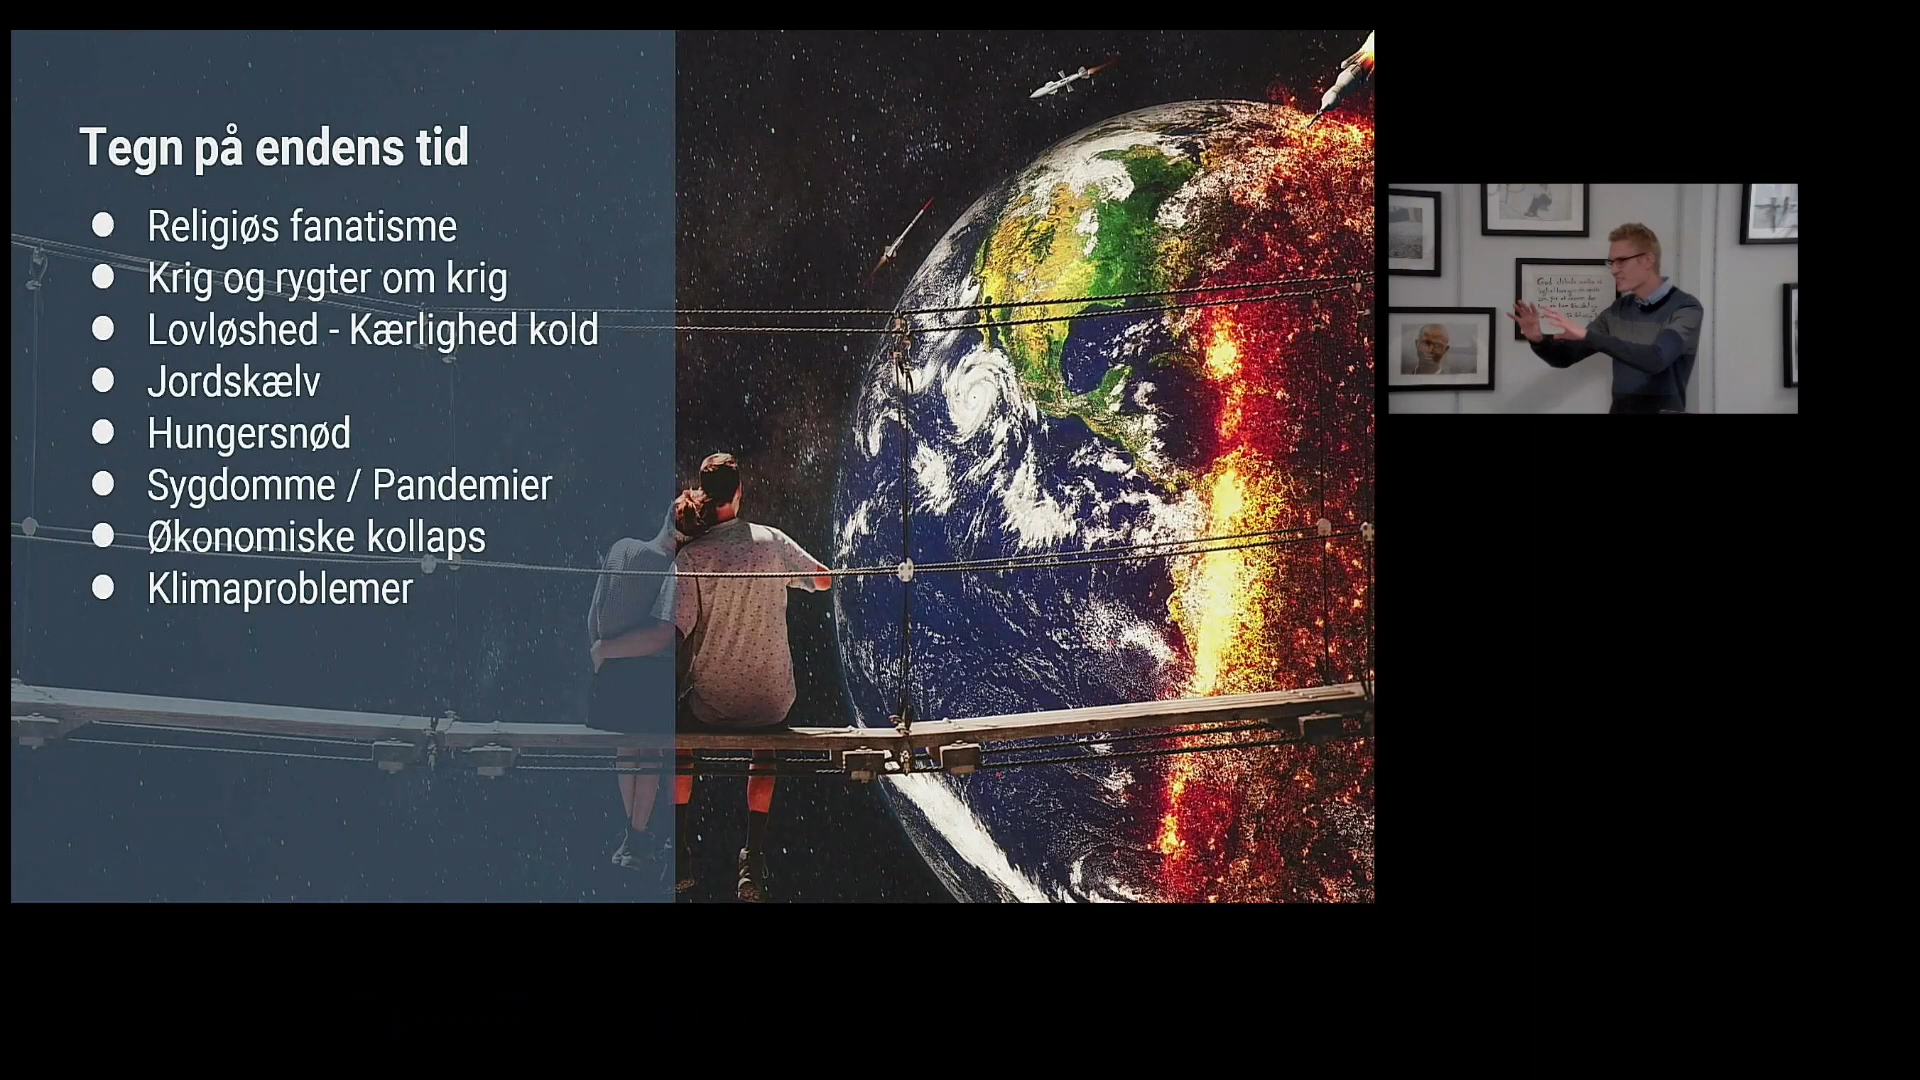 Tegn på endens tid
● Religiøs fanatisme
● Krig og rygter om krig
● Lovløshed - Kærlighed kold
● Jordskælv
● Hungersnød
● Sygdomme / Pandemier
● Økonomiske kollaps
● Klimaproblemer